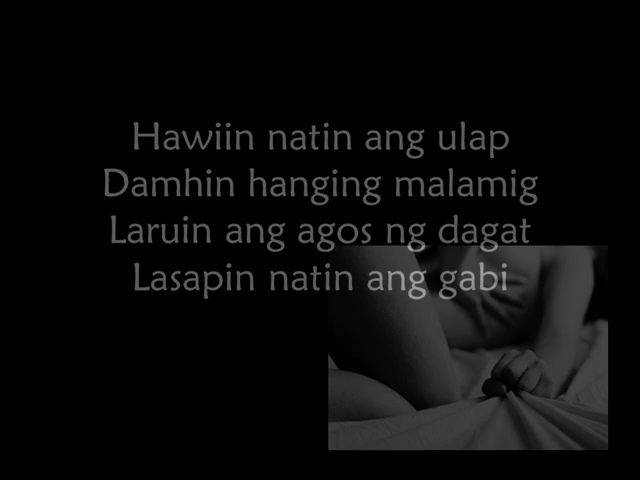 Hawiin natin ang ulap
Damhin hanging malamig
Laruin ang agos ng dagat
Lasapin natin ang gabi